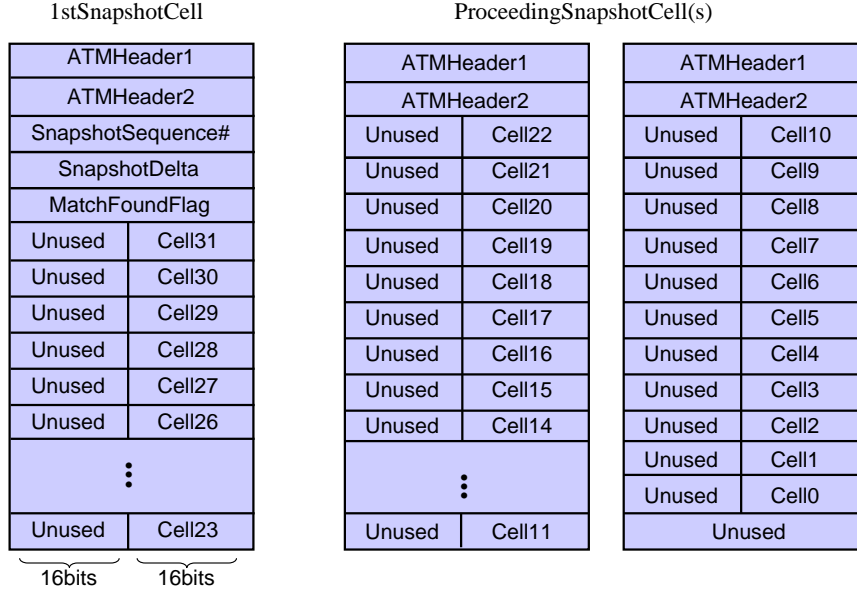 1stSnapshotCell
ATMHeader1
ATMHeader2
SnapshotSequence#
SnapshotDelta
MatchFoundFlag
Unused Cell31
Unused Cell30
Unused Cell29
Unused Cell28
Unused Cell27
Unused Cell26
Unused Cell23
16bits 16bits
ProceedingSnapshotCell(s)
ATMHeader1
ATMHeader2
Unused Cell22
Unused Cell21
Unused Cell20
Unused Cell19
Unused Cell18
Unused Cell17
Unused Cell16
Unused Cell15
Unused Cell14
Unused Cell11
ATMHeader1
ATMHeader2
Unused Cell10
Unused Cell9
Unused Cell8
Unused Cell7
Unused Cell6
Unused Cell5
Unused Cell4
Unused Cell3
Unused Cell2
Unused Cell1
Unused Cell0
Unused